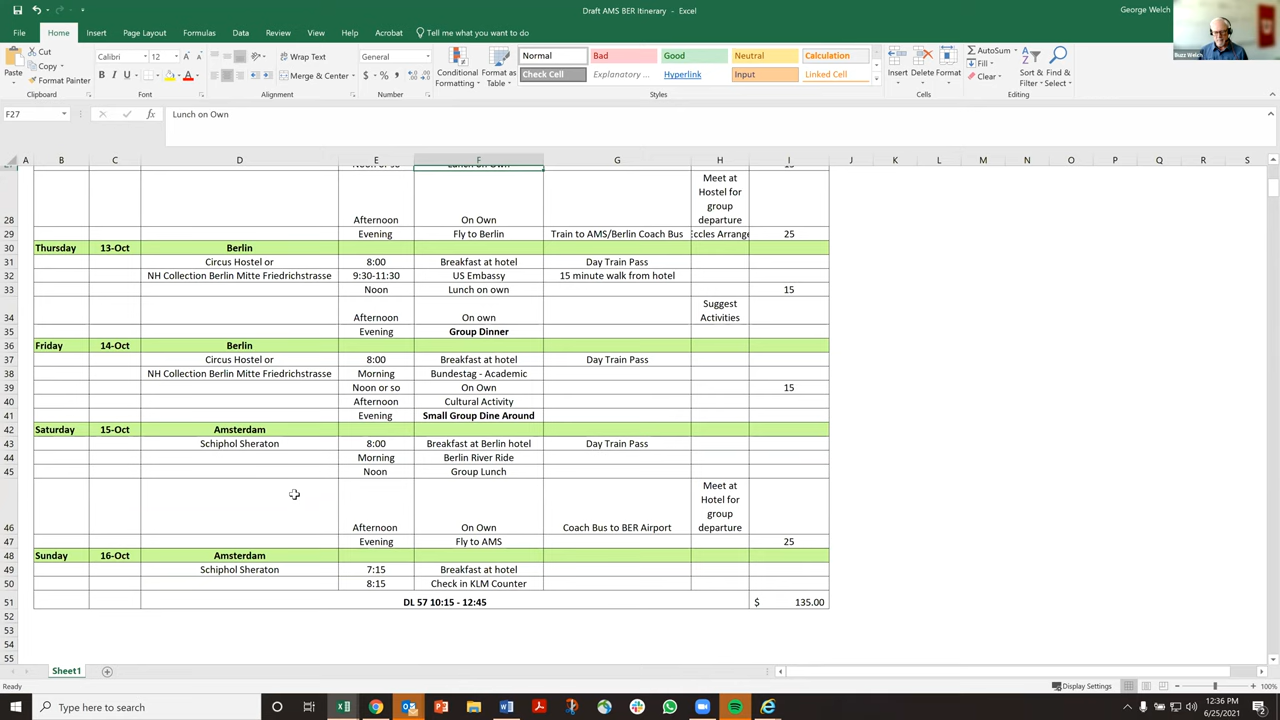 Draft AMS BER Itinerary - Excel
George Welch
Buzz Welch
File Home Insert Page Layout Formulas Data Review View Help Acrobat Tell me what you want to do
Cut
Copy
Format Painter
Paste
Clipboard
Calibri 12
B I U
Font
Wrap Text
Merge & Center
Alignment
General
$ % ,
Number
Conditional Formatting
Format as Table
Normal Bad Good Neutral Calculation
Check Cell Explanatory ... Hyperlink Input Linked Cell
Styles
Insert Delete Format
Cells
AutoSum
Fill
Clear
Sort & Filter
Find & Select
Editing
F27 fx Lunch on Own
A B C D E F G H I J K L M N O P Q R S
Noon or so Lunch on Own 15
28 Afternoon On Own Meet at Hostel for group departure
29 Evening Fly to Berlin Train to AMS/Berlin Coach Bus Eccles Arrange 25
30 Thursday 13-Oct Berlin
31 Circus Hostel or 8:00 Breakfast at hotel Day Train Pass
32 NH Collection Berlin Mitte Friedrichstrasse 9:30-11:30 US Embassy 15 minute walk from hotel
33 Noon Lunch on own 15
34 Afternoon On own Suggest Activities
35 Evening Group Dinner
36 Friday 14-Oct Berlin
37 Circus Hostel or 8:00 Breakfast at hotel Day Train Pass
38 NH Collection Berlin Mitte Friedrichstrasse Morning Bundestag - Academic
39 Noon or so On Own 15
40 Afternoon Cultural Activity
41 Evening Small Group Dine Around
42 Saturday 15-Oct Amsterdam
43 Schiphol Sheraton 8:00 Breakfast at Berlin hotel Day Train Pass
44 Morning Berlin River Ride
45 Noon Group Lunch
46 Afternoon On Own Coach Bus to BER Airport Meet at Hotel for group departure
47 Evening Fly to AMS 25
48 Sunday 16-Oct Amsterdam
49 Schiphol Sheraton 7:15 Breakfast at hotel
50 8:15 Check in KLM Counter
51 DL 57 10:15 - 12:45 $ 135.00
52
53
54
55
Sheet1
Ready
Display Settings
100%
Type here to search
12:36 PM
6/25/2021